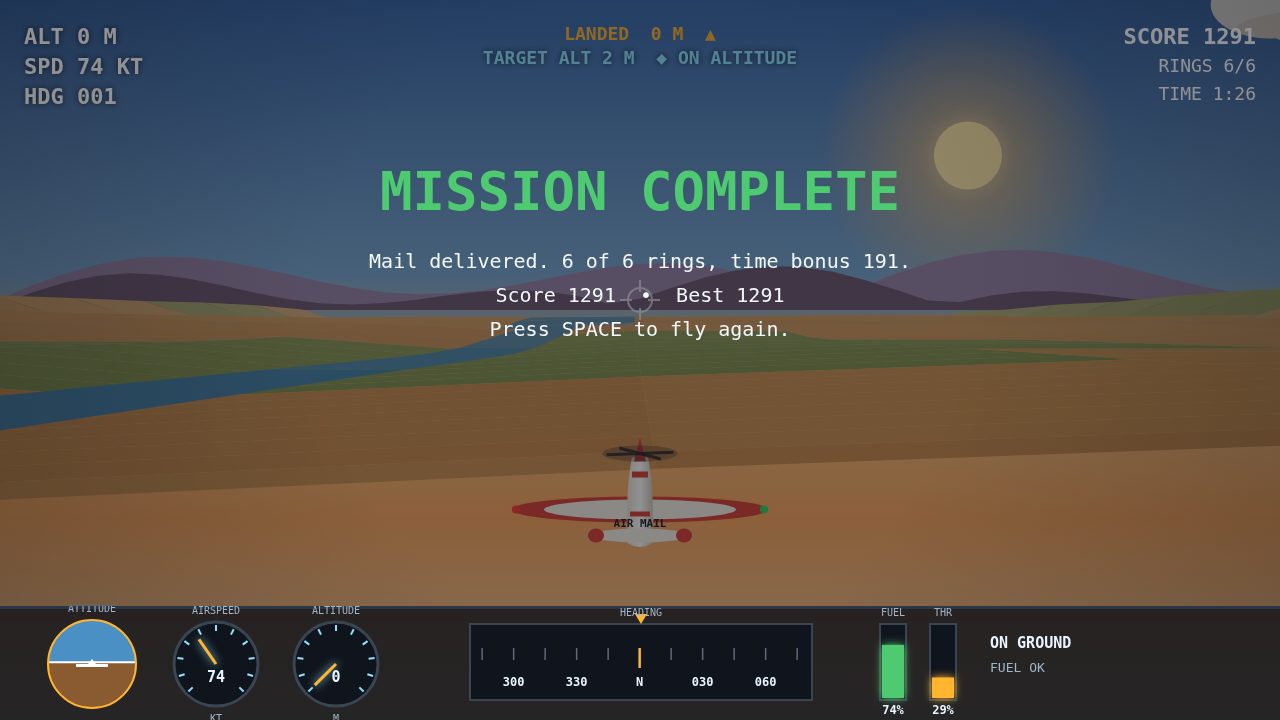 ALT 0 M
SPD 74 KT
HDG 001
LANDED 0 M ▲
TARGET ALT 2 M ◆ ON ALTITUDE
SCORE 1291
RINGS 6/6
TIME 1:26
MISSION COMPLETE
Mail delivered. 6 of 6 rings, time bonus 191.
Score 1291 Best 1291
Press SPACE to fly again.
AIR MAIL
ATTITUDE
AIRSPEED
74
KT
ALTITUDE
0
M
HEADING
300 330 N 030 060
FUEL
74%
THR
29%
ON GROUND
FUEL OK